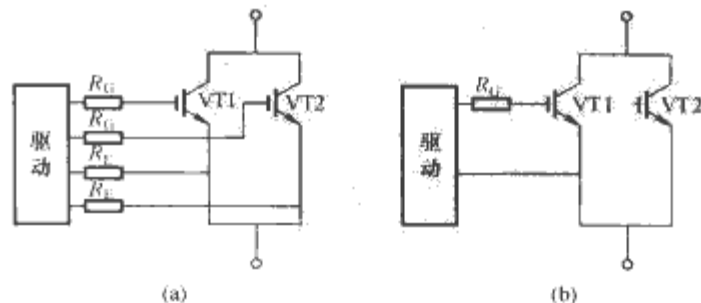 R_G
VT1
VT2
R_G
驱动
R_E
R_E
(a)
R_G
VT1
VT2
驱动
(b)